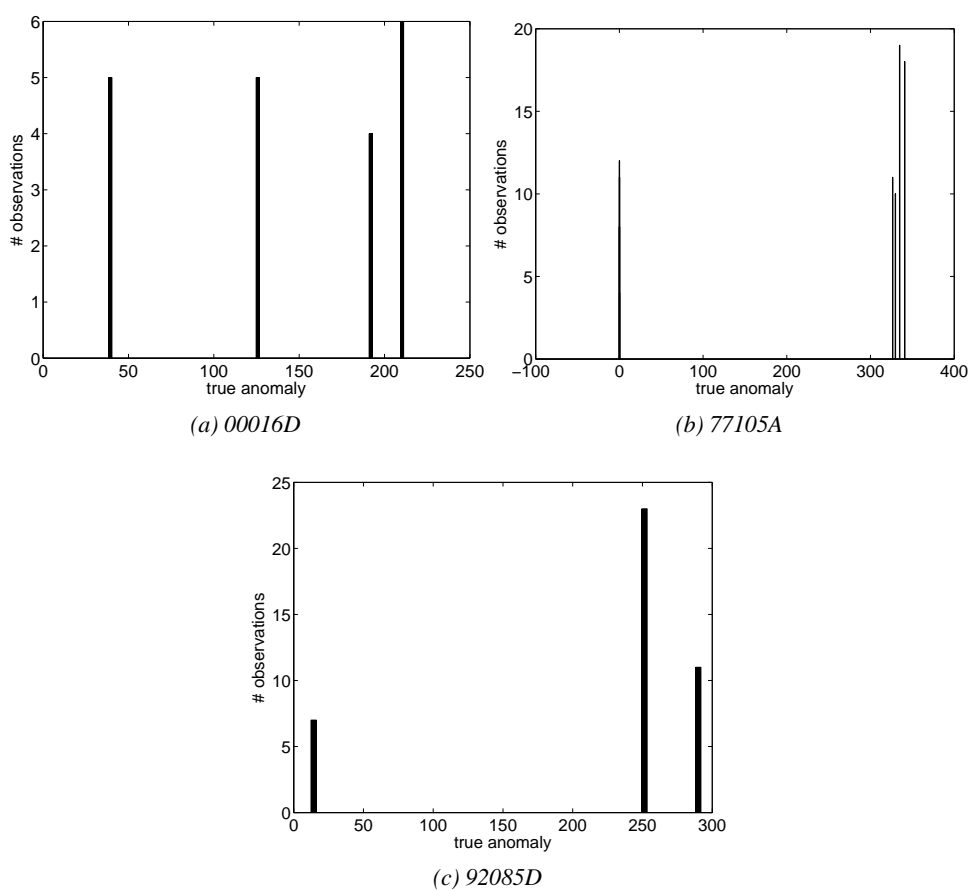 6
5
4
3
2
1
0
# observations
0 50 100 150 200 250
true anomaly
(a) 00016D
20
15
10
5
0
# observations
−100 0 100 200 300 400
true anomaly
(b) 77105A
25
20
15
10
5
0
# observations
0 50 100 150 200 250 300
true anomaly
(c) 92085D